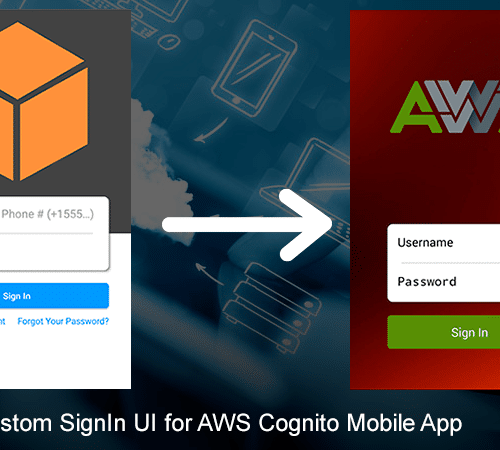 Phone # (+1555...)
Sign In
nt Forgot Your Password?
AW
Username
Password
Sign In
stom SignIn UI for AWS Cognito Mobile App